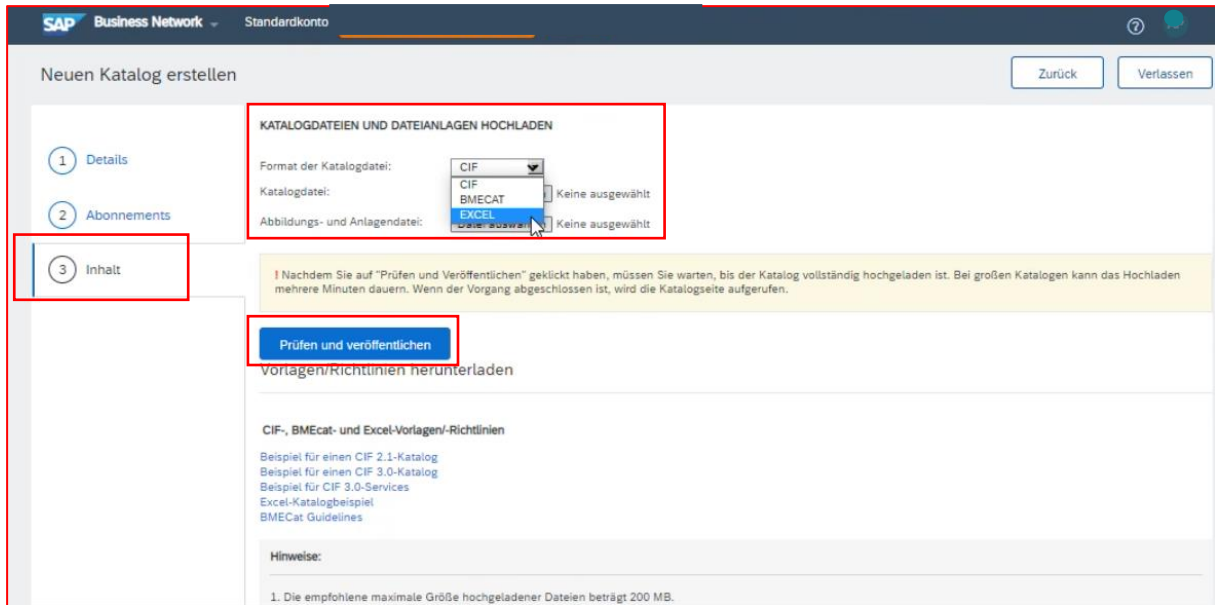 SAP Business Network Standardkonto
Neuen Katalog erstellen
Zurück
Verlassen
1 Details
2 Abonnements
3 Inhalt
KATALOGDATEIEN UND DATEIANLAGEN HOCHLADEN
Format der Katalogdatei: CIF
CIF
BMECAT
EXCEL
Katalogdatei: Keine ausgewählt
Abbildungs- und Anlagendatei: Datei auswählen Keine ausgewählt
! Nachdem Sie auf "Prüfen und Veröffentlichen" geklickt haben, müssen Sie warten, bis der Katalog vollständig hochgeladen ist. Bei großen Katalogen kann das Hochladen
mehrere Minuten dauern. Wenn der Vorgang abgeschlossen ist, wird die Katalogseite aufgerufen.
Prüfen und veröffentlichen
Vorlagen/Richtlinien herunterladen
CIF-, BMEcat- und Excel-Vorlagen/-Richtlinien
Beispiel für einen CIF 2.1-Katalog
Beispiel für einen CIF 3.0-Katalog
Beispiel für CIF 3.0-Services
Excel-Katalogbeispiel
BMECat Guidelines
Hinweise:
1. Die empfohlene maximale Größe hochgeladener Dateien beträgt 200 MB.